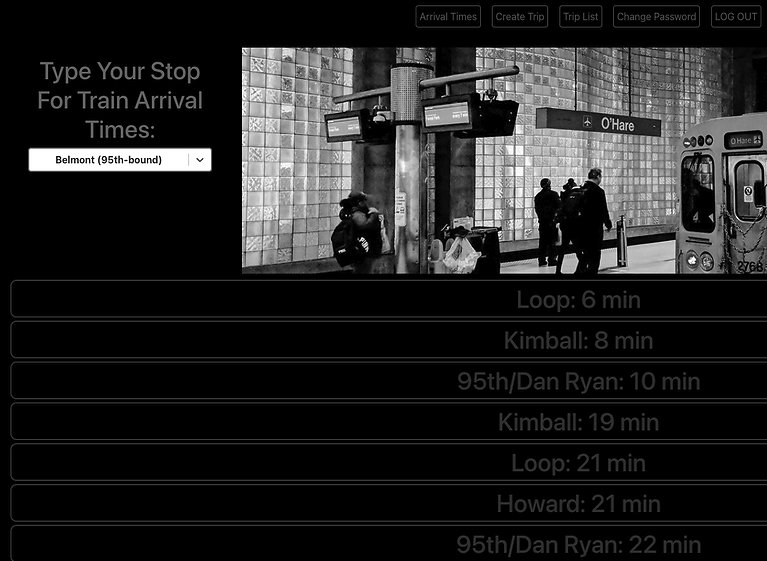 Arrival Times Create Trip Trip List Change Password LOG OUT
Type Your Stop
For Train Arrival
Times:
Belmont (95th-bound)
O'Hare
O'Hare
2768
Loop: 6 min
Kimball: 8 min
95th/Dan Ryan: 10 min
Kimball: 19 min
Loop: 21 min
Howard: 21 min
95th/Dan Ryan: 22 min